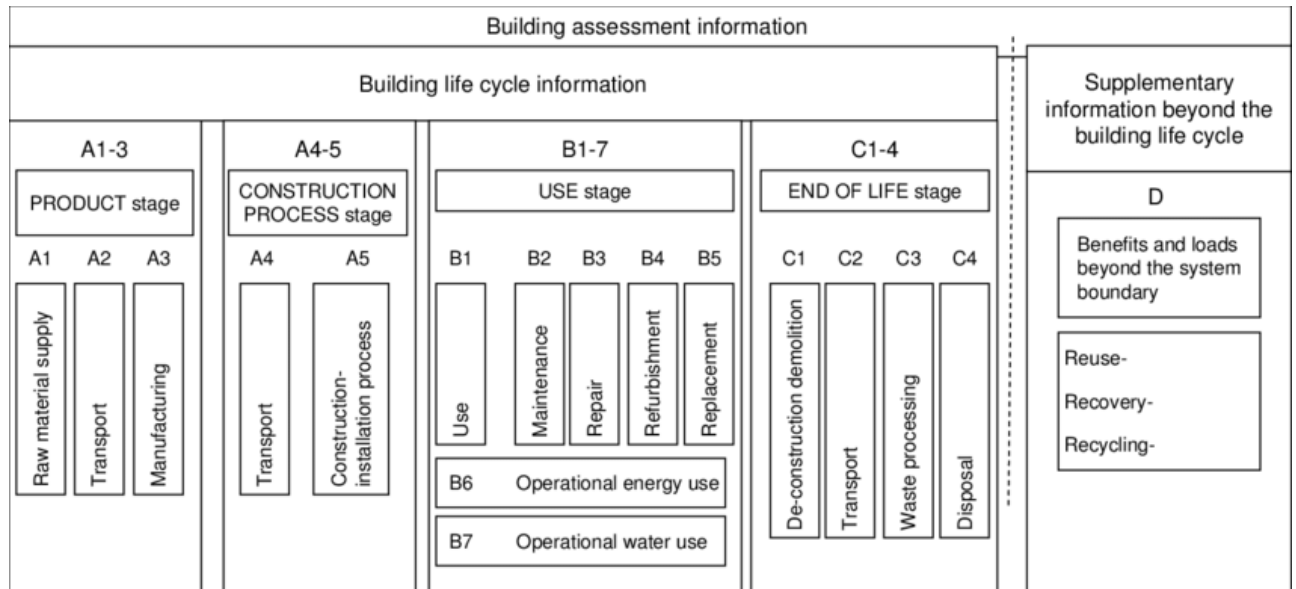 Building assessment information
Building life cycle information
Supplementary
information beyond the
building life cycle
A1-3
PRODUCT stage
A1
A2
A3
Raw material supply
Transport
Manufacturing
A4-5
CONSTRUCTION
PROCESS stage
A4
A5
Transport
Construction-
installation process
B1-7
USE stage
B1
B2
B3
B4
B5
Use
Maintenance
Repair
Refurbishment
Replacement
B6 Operational energy use
B7 Operational water use
C1-4
END OF LIFE stage
C1
C2
C3
C4
De-construction demolition
Transport
Waste processing
Disposal
D
Benefits and loads
beyond the system
boundary
Reuse-
Recovery-
Recycling-